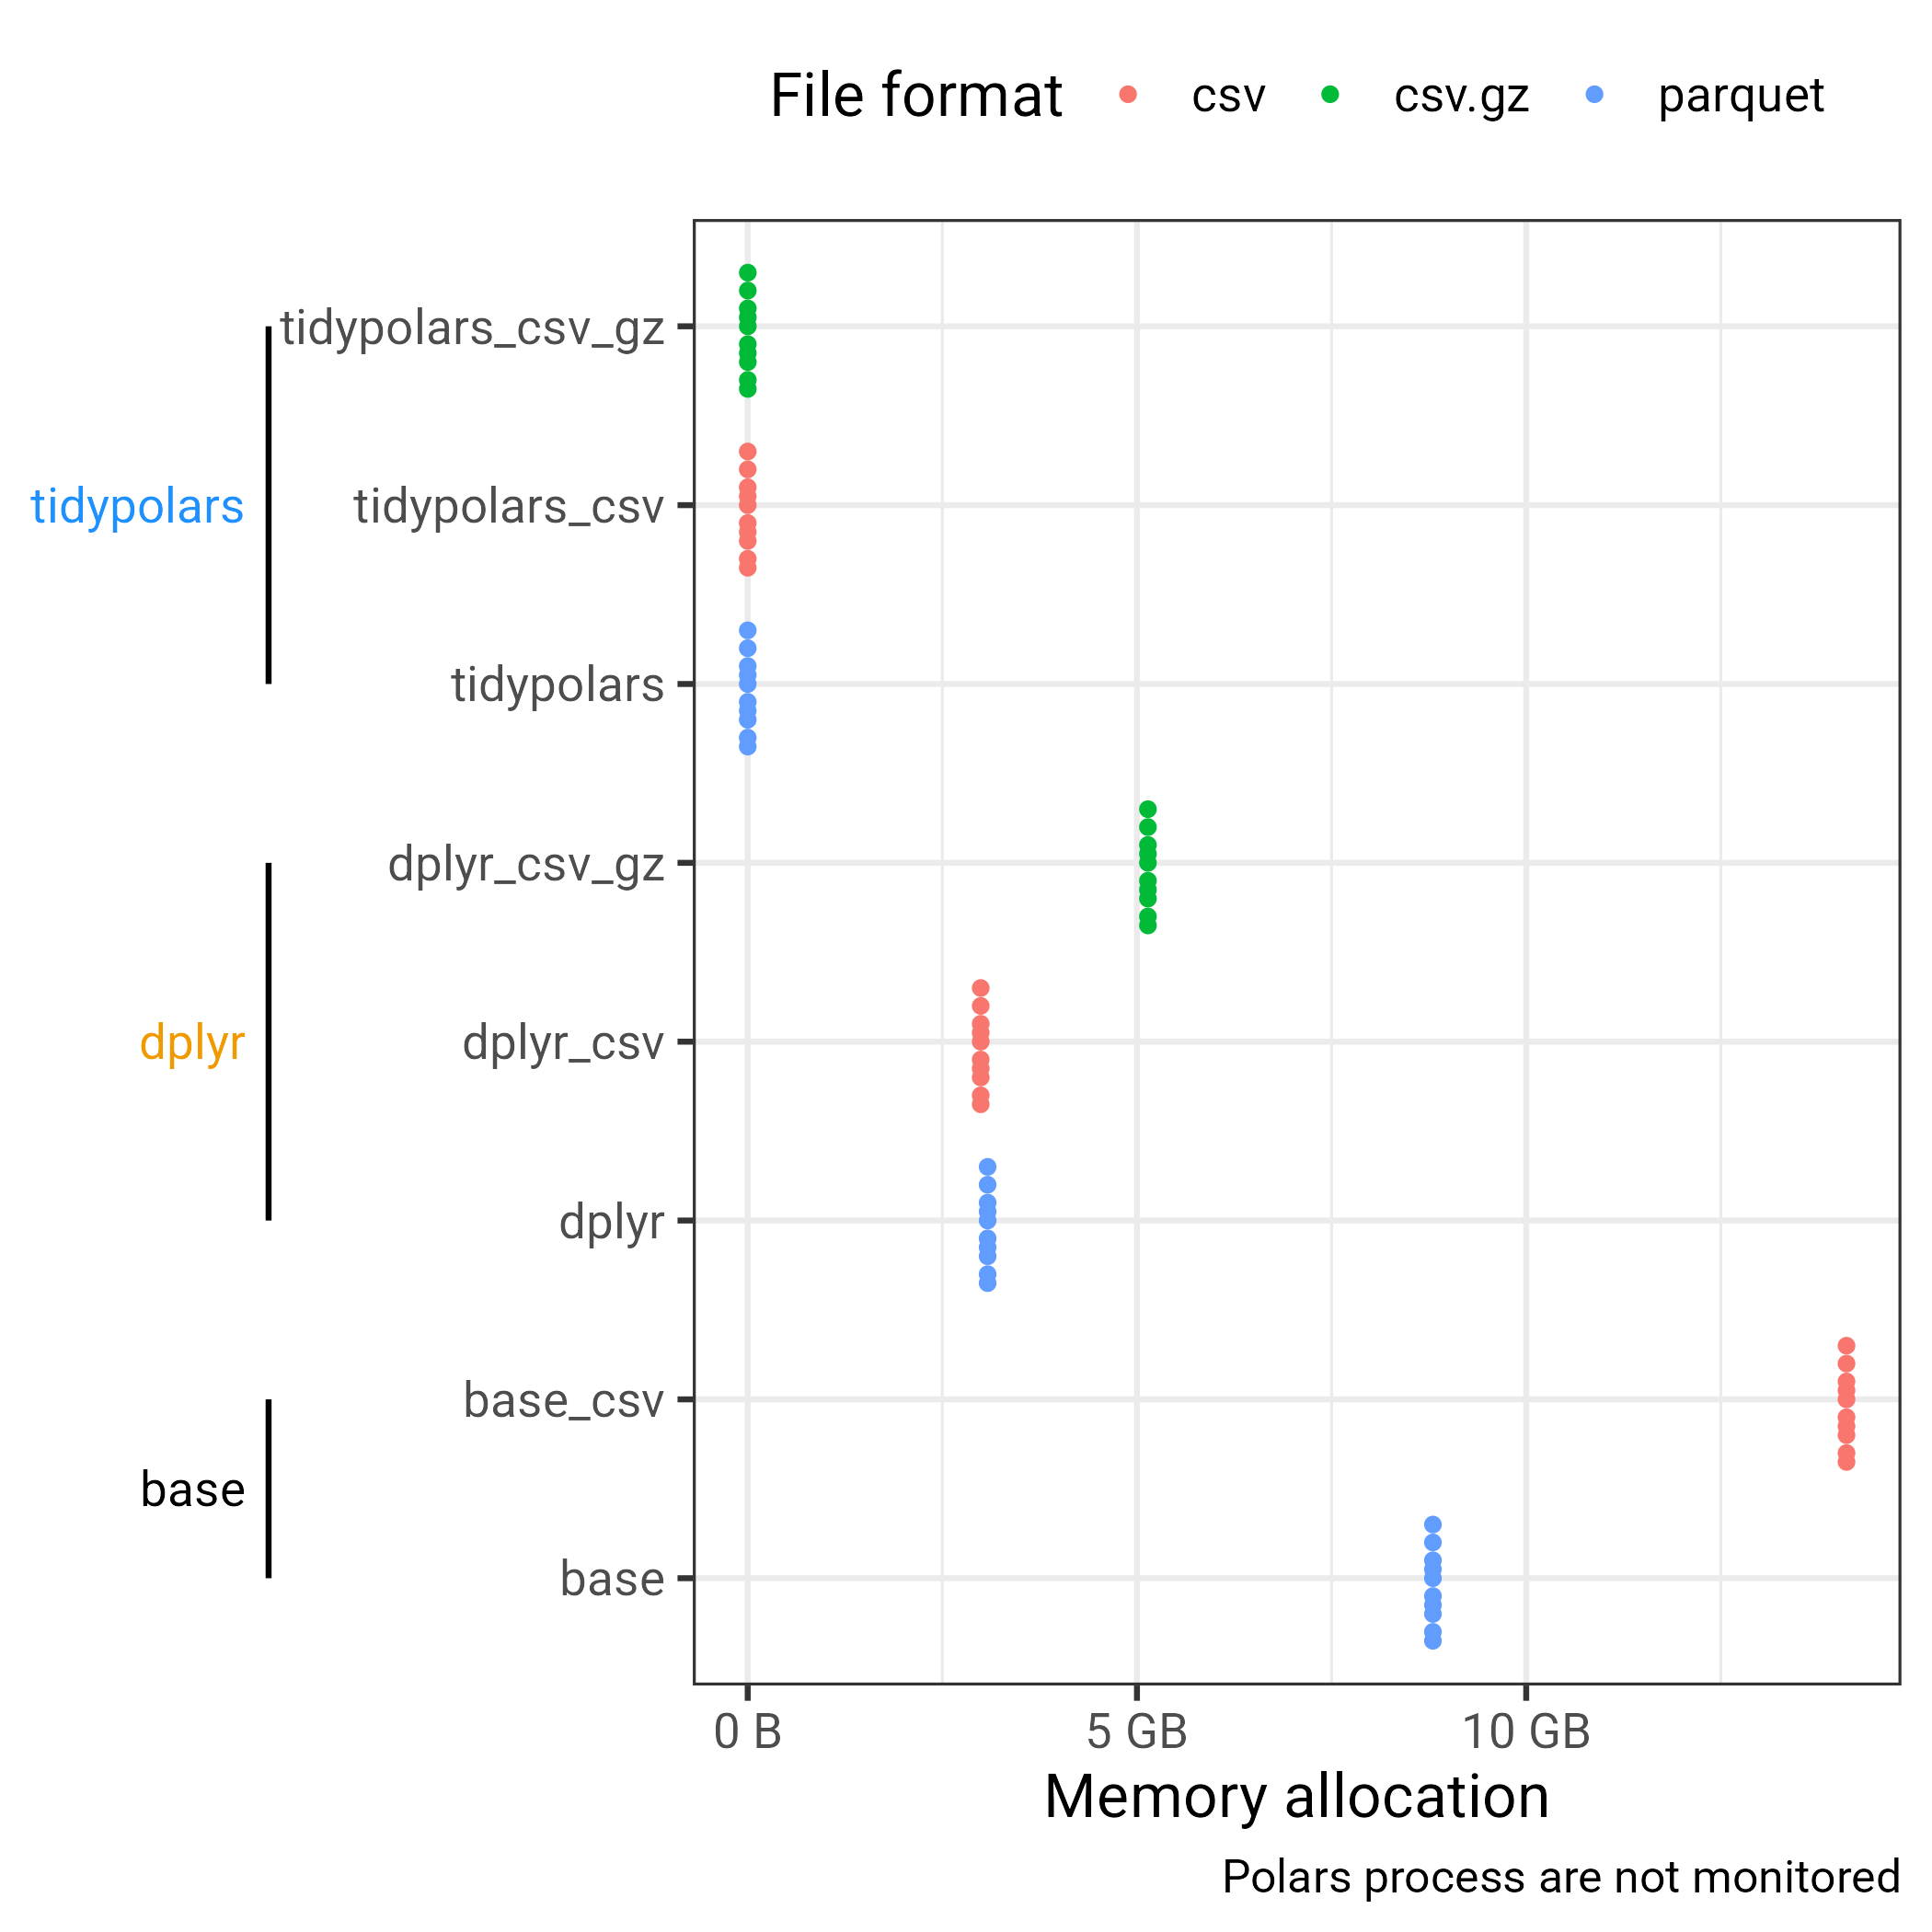 File format csv csv.gz parquet
tidypolars_csv_gz
tidypolars tidypolars_csv
tidypolars
dplyr_csv_gz
dplyr dplyr_csv
dplyr
base_csv
base
base
0 B 5 GB 10 GB
Memory allocation
Polars process are not monitored